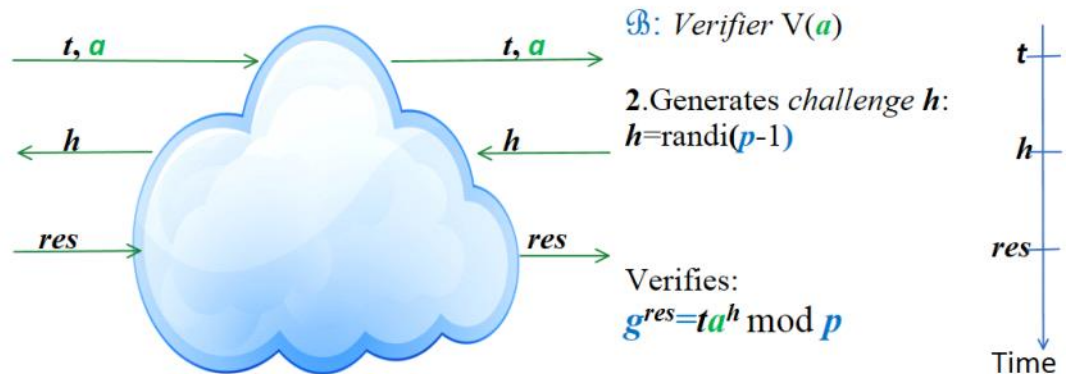 ℬ: Verifier V(a)
t, a
t, a
t
2.Generates challenge h:
h=randi(p-1)
h
h
h
res
res
res
Verifies:
g^res=ta^h mod p
Time